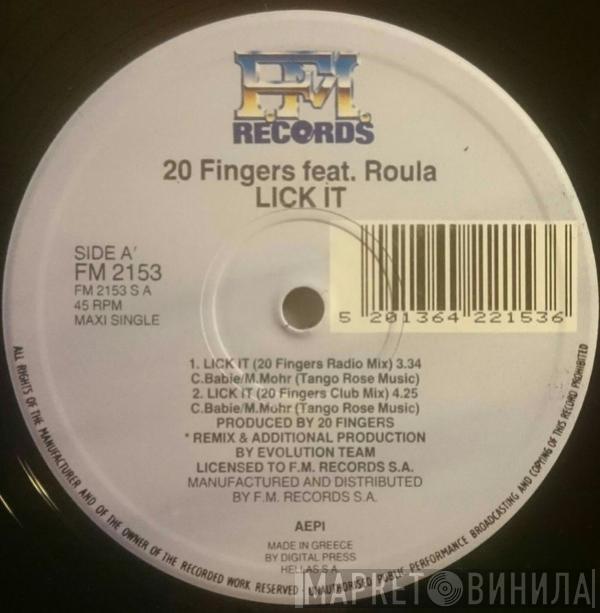 F.M.
RECORDS
20 Fingers feat. Roula
LICK IT
SIDE A'
FM 2153
FM 2153 S A
45 RPM
MAXI SINGLE
5 201364 221536
1. LICK IT (20 Fingers Radio Mix) 3.34
C.Babie/M.Mohr (Tango Rose Music)
2. LICK IT (20 Fingers Club Mix) 4.25
C.Babie/M.Mohr (Tango Rose Music)
PRODUCED BY 20 FINGERS
* REMIX & ADDITIONAL PRODUCTION
BY EVOLUTION TEAM
LICENSED TO F.M. RECORDS S.A.
MANUFACTURED AND DISTRIBUTED
BY F.M. RECORDS S.A.
AEPI
MADE IN GREECE
BY DIGITAL PRESS
HELLAS S.A.
ALL RIGHTS OF THE MANUFACTURER AND OF THE OWNER OF THE RECORDED WORK RESERVED - UNAUTHORISED PUBLIC PERFORMANCE BROADCASTING AND COPYING OF THIS RECORD PROHIBITED
МАРКЕТ ВИНИЛА